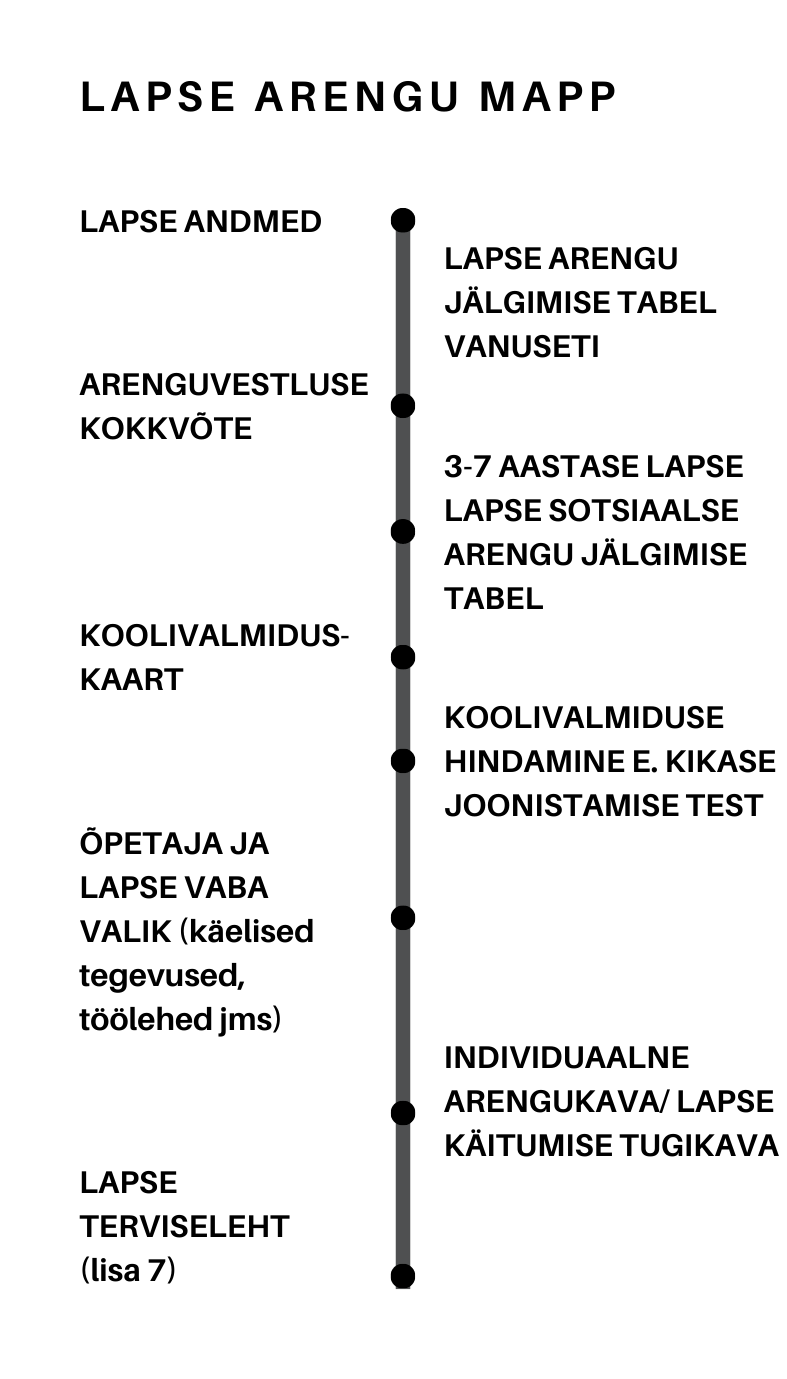 LAPSE ARENGU MAPP
LAPSE ANDMED
LAPSE ARENGU
JÄLGIMISE TABEL
VANUSETI
ARENGUVESTLUSE
KOKKVÕTE
3-7 AASTASE LAPSE
LAPSE SOTSIAALSE
ARENGU JÄLGIMISE
TABEL
KOOLIVALMIDUS-
KAART
KOOLIVALMIDUSE
HINDAMINE E. KIKASE
JOONISTAMISE TEST
ÕPETAJA JA
LAPSE VABA
VALIK (käelised
tegevused,
töölehed jms)
INDIVIDUAALNE
ARENGUKAVA/ LAPSE
KÄITUMISE TUGIKAVA
LAPSE
TERVISELEHT
(lisa 7)